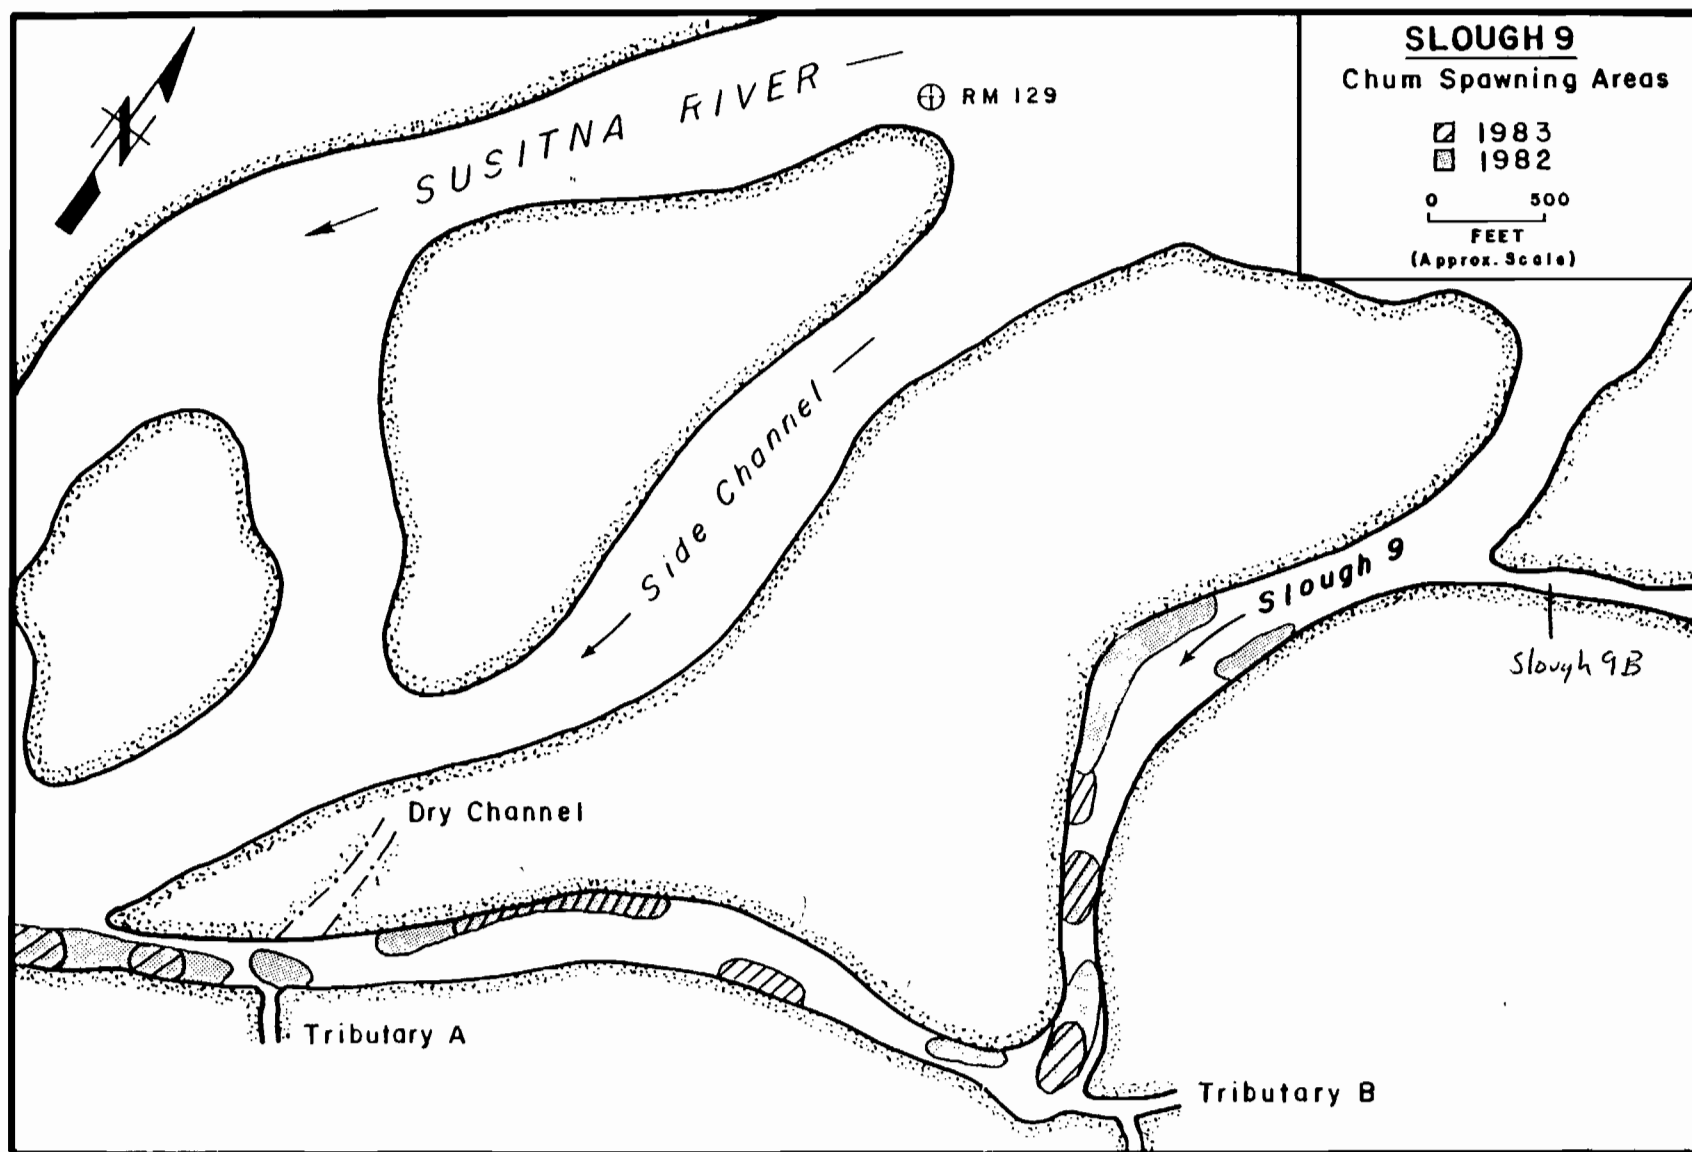 SLOUGH 9
Chum Spawning Areas
1983
1982
0 500
FEET
(Approx. Scale)
N
SUSITNA RIVER
RM 129
Side Channel
Slough 9
Slough 9B
Dry Channel
Tributary A
Tributary B